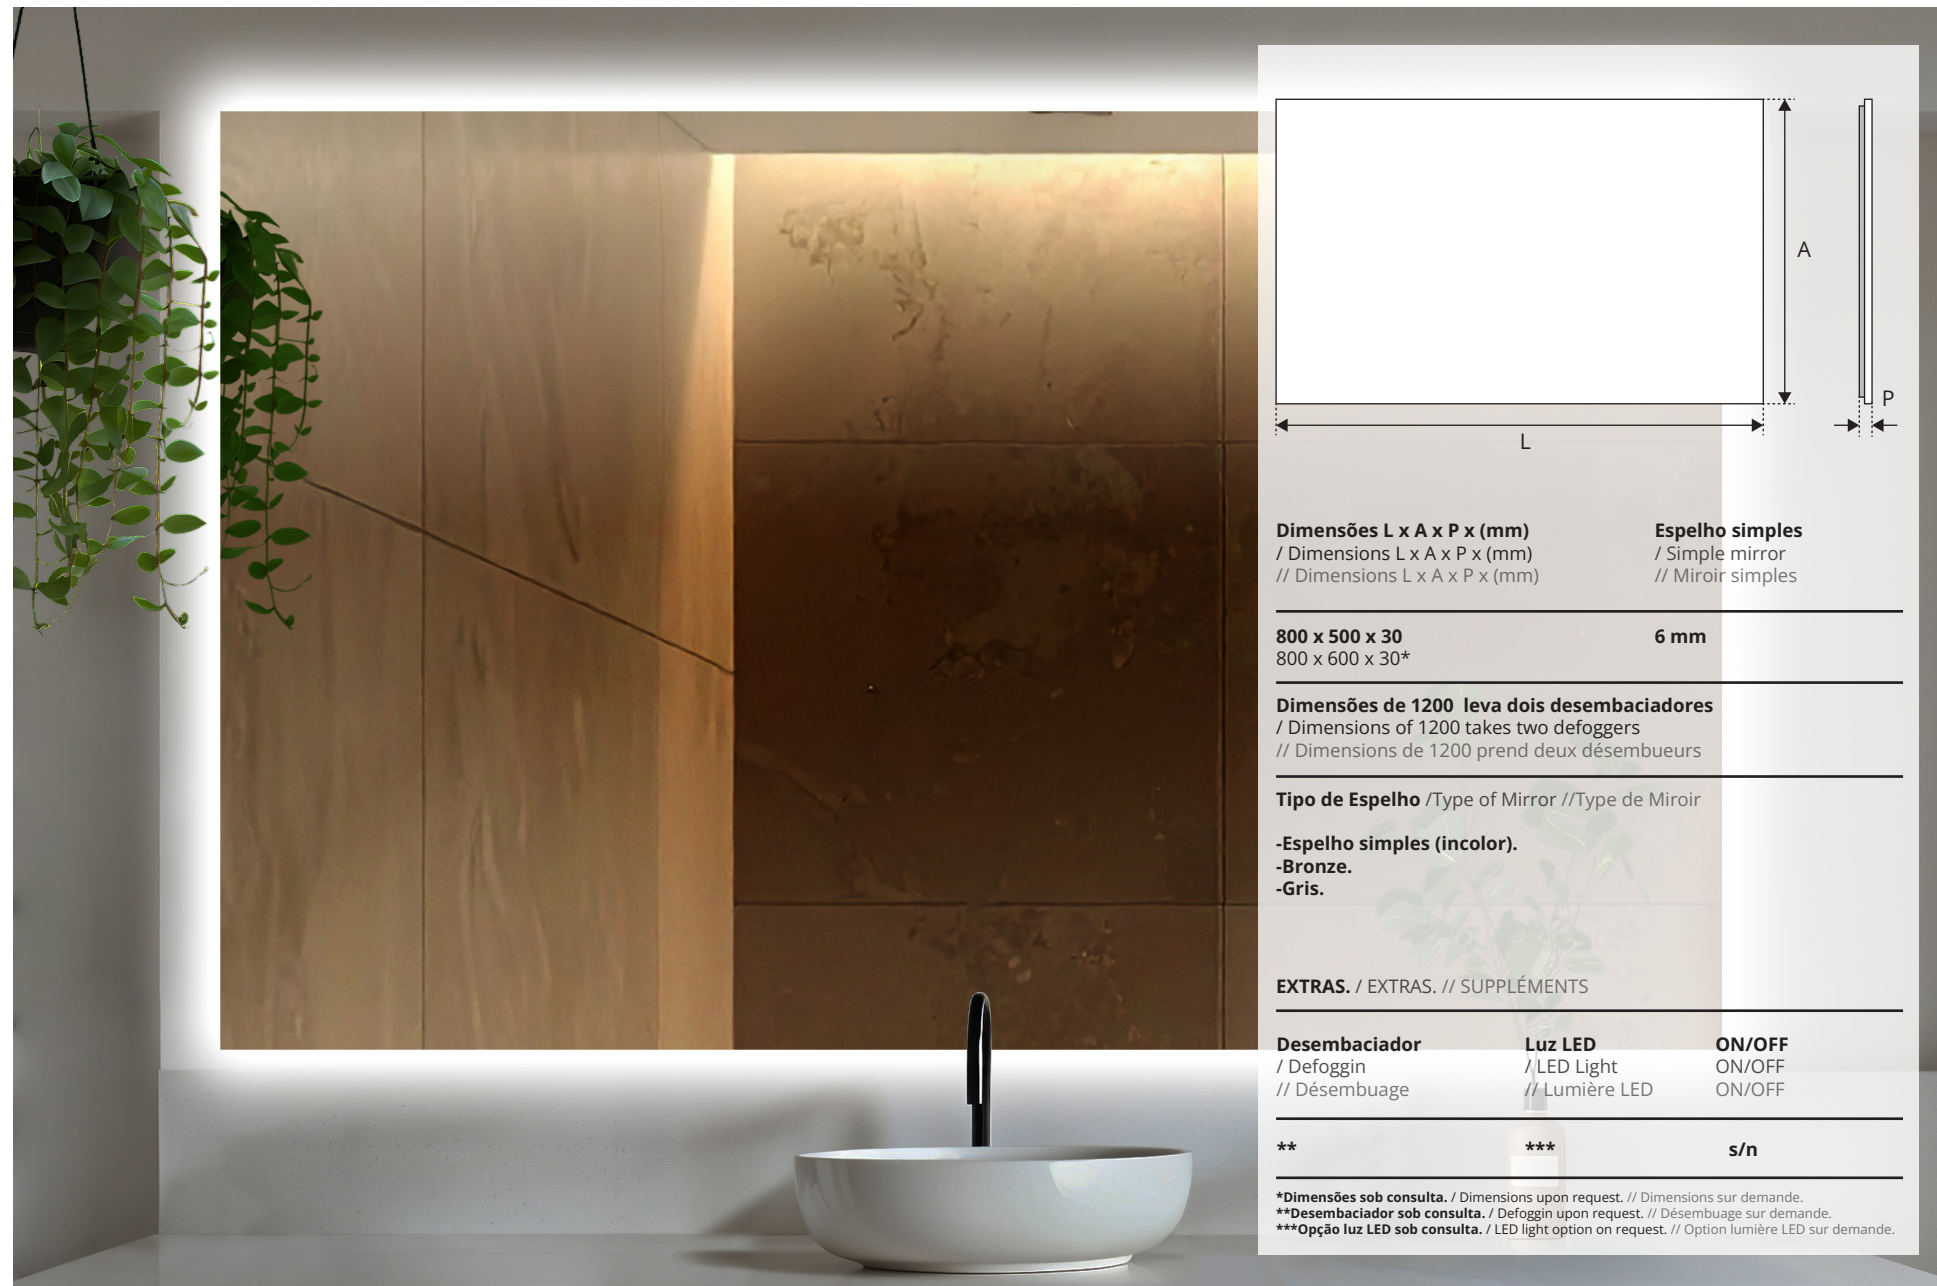 A
P
L
Dimensões L x A x P x (mm)
/ Dimensions L x A x P x (mm)
// Dimensions L x A x P x (mm)
Espelho simples
/ Simple mirror
// Miroir simples
800 x 500 x 30
800 x 600 x 30*
6 mm
Dimensões de 1200 leva dois desembaciadores
/ Dimensions of 1200 takes two defoggers
// Dimensions de 1200 prend deux désembueurs
Tipo de Espelho /Type of Mirror //Type de Miroir
-Espelho simples (incolor).
-Bronze.
-Gris.
EXTRAS. / EXTRAS. // SUPPLÉMENTS
Desembaciador
/ Defoggin
// Désembuage
Luz LED
/ LED Light
// Lumière LED
ON/OFF
ON/OFF
ON/OFF
**
***
s/n
*Dimensões sob consulta. / Dimensions upon request. // Dimensions sur demande.
**Desembaciador sob consulta. / Defoggin upon request. // Désembuage sur demande.
***Opção luz LED sob consulta. / LED light option on request. // Option lumière LED sur demande.